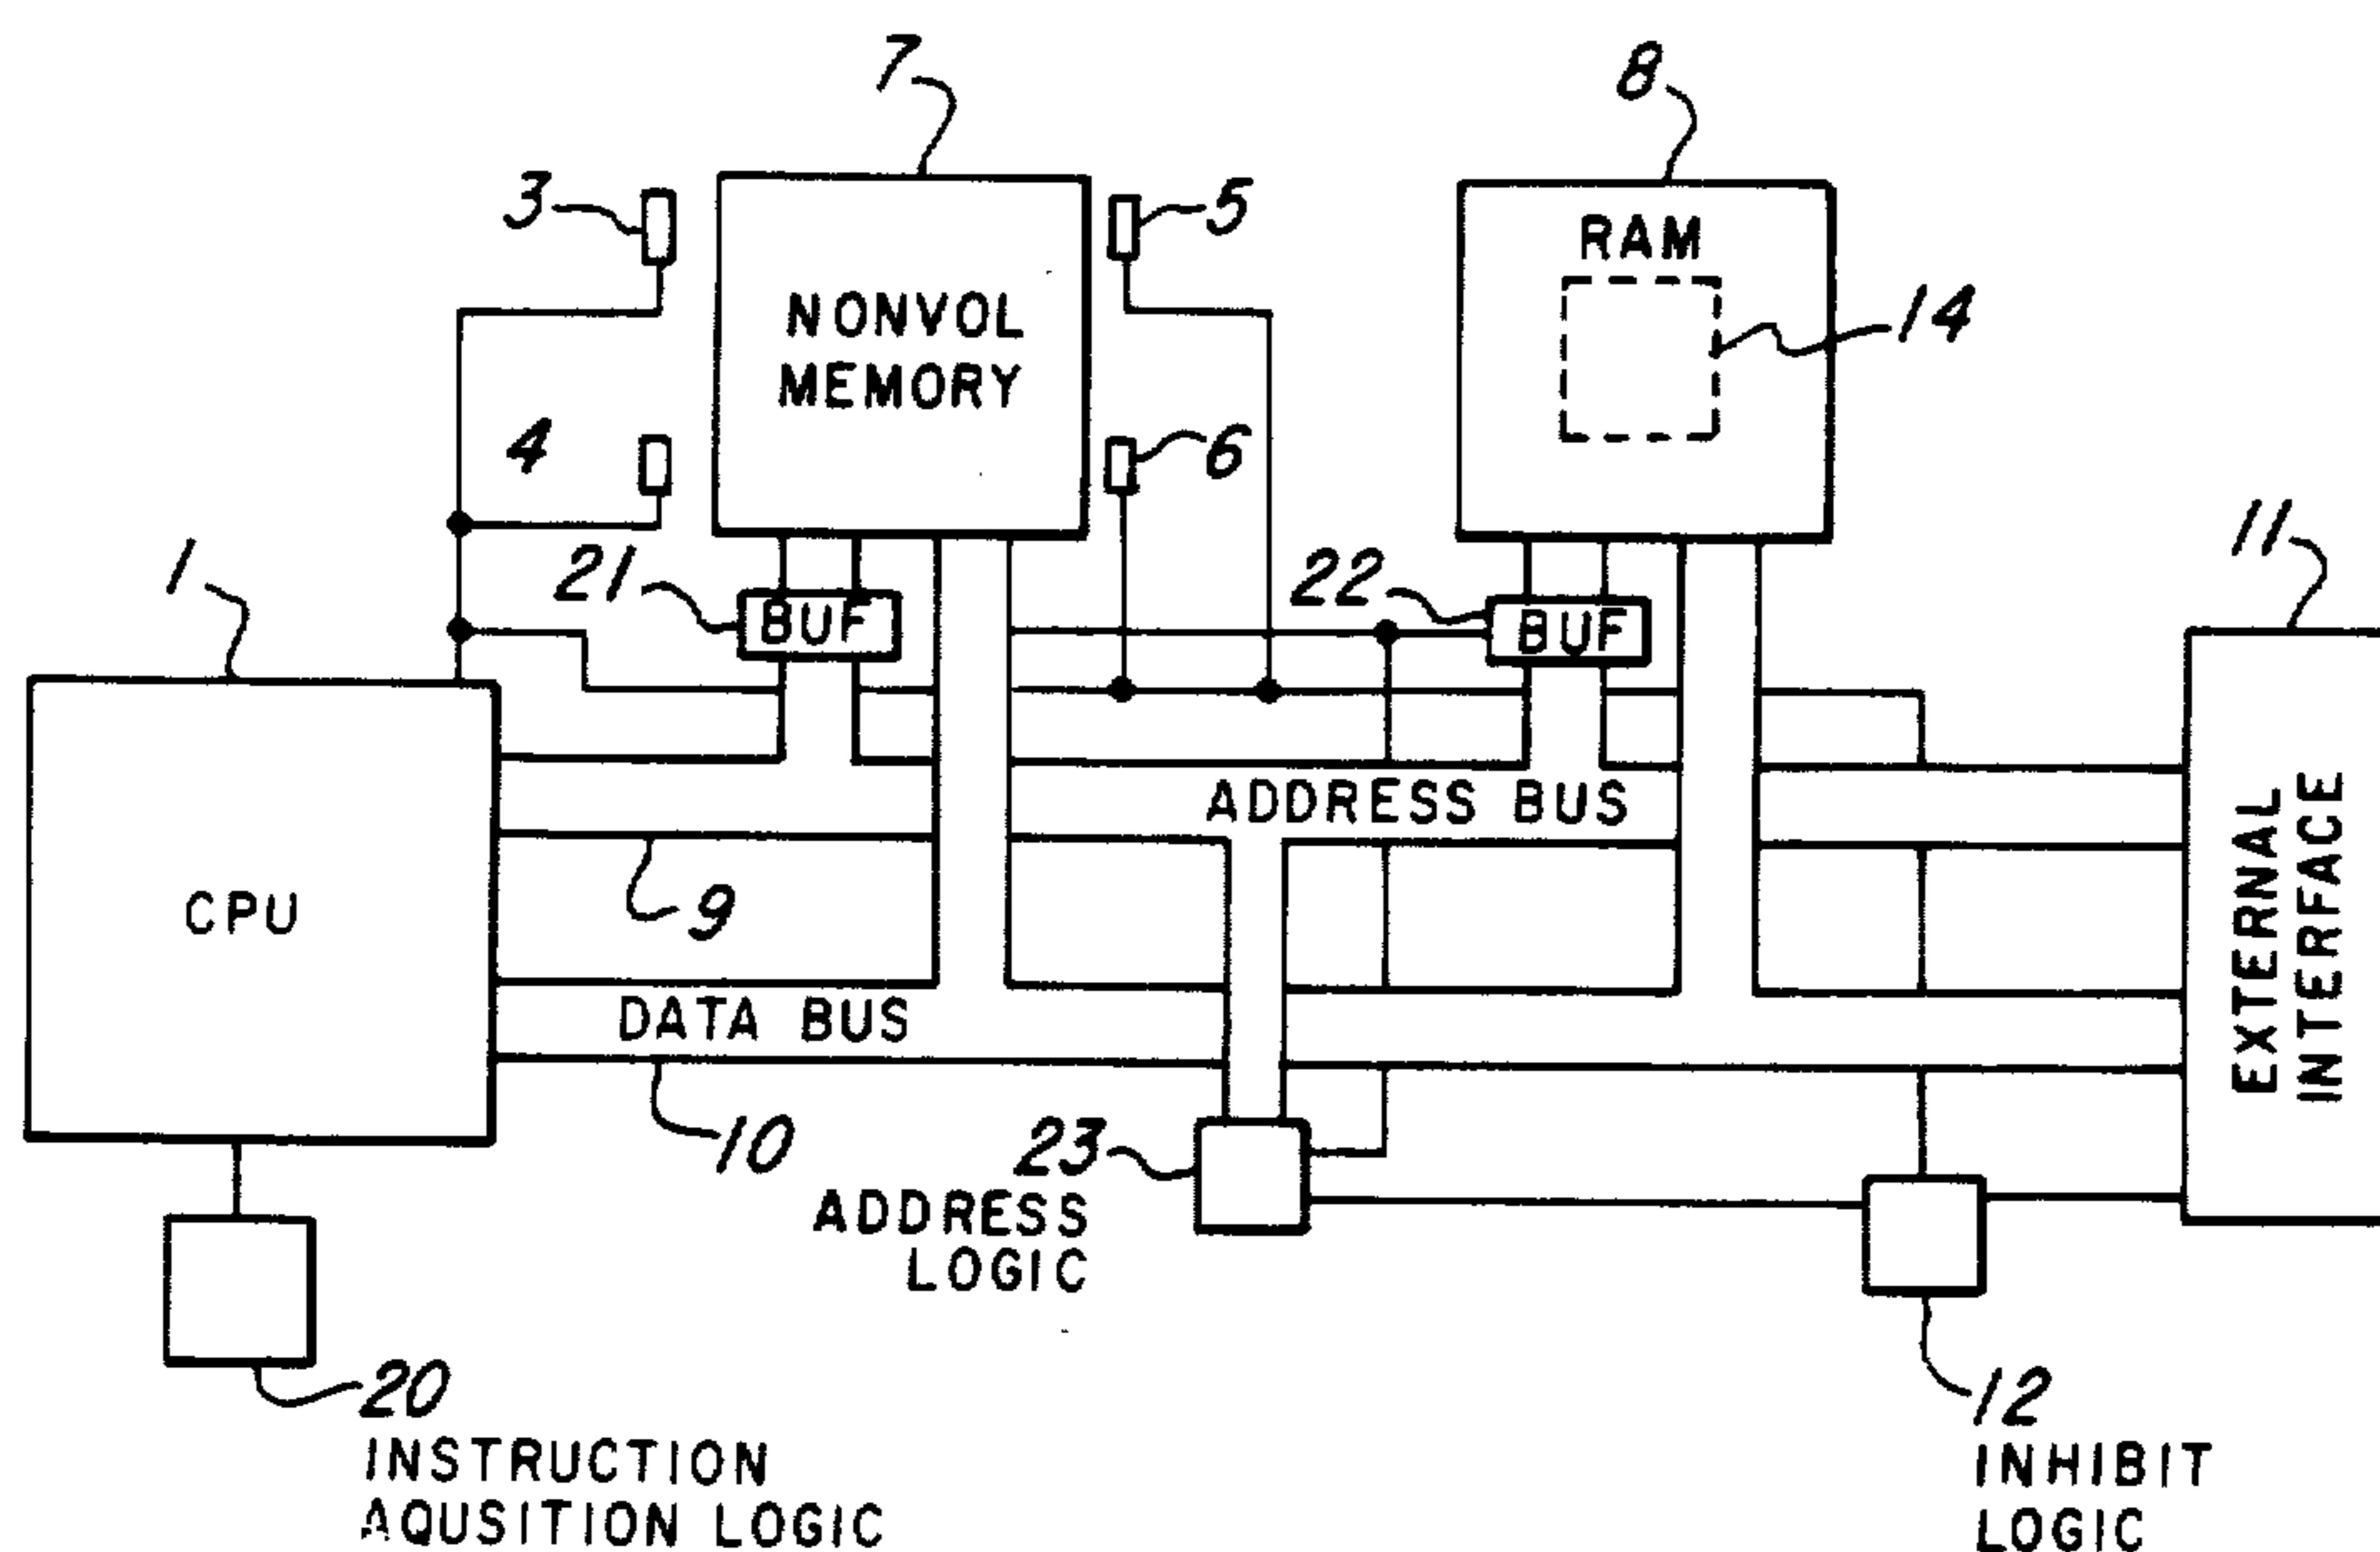 7
8
3
5
RAM
NONVOL
MEMORY
14
4
6
1
21
BUF
22
BUF
11
ADDRESS BUS
EXTERNAL
INTERFACE
CPU
9
DATA BUS
10
23
ADDRESS
LOGIC
20
INSTRUCTION
AQUSITION LOGIC
12
INHIBIT
LOGIC